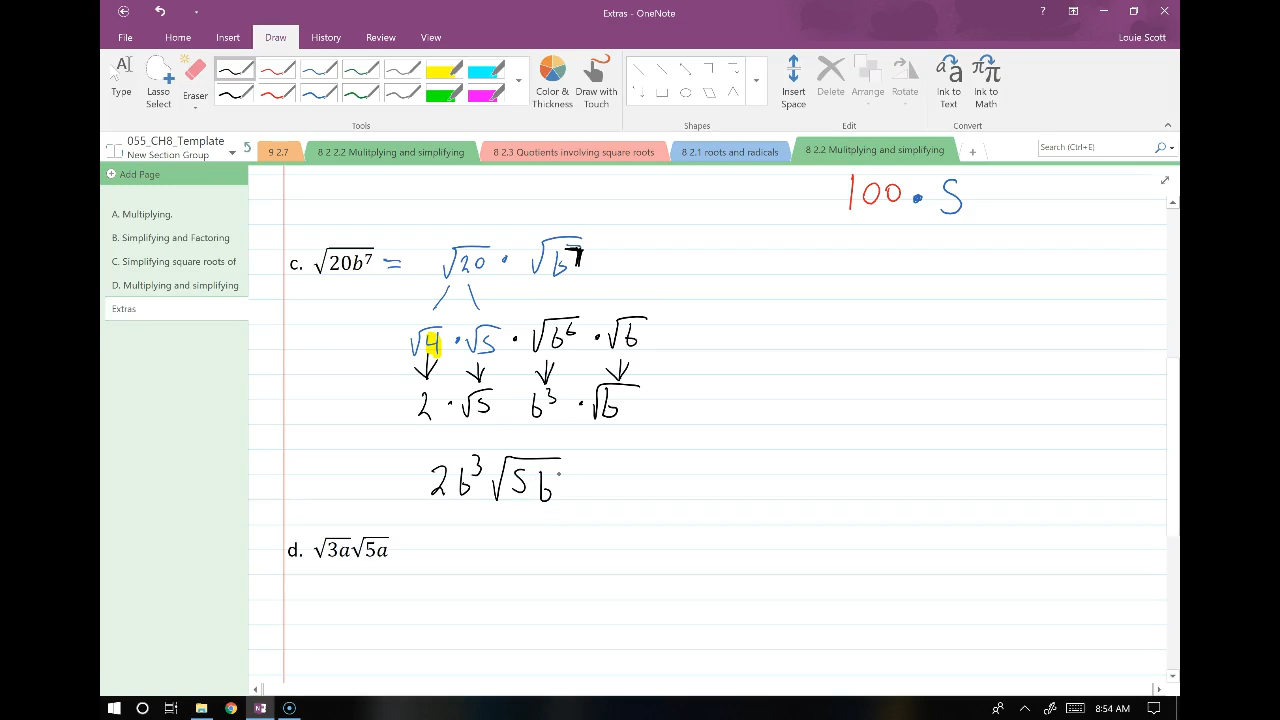 Extras - OneNote
?
Louie Scott
File Home Insert Draw History Review View
Type
Lasso Select
Eraser
Color & Thickness
Draw with Touch
Insert Space
Delete
Arrange
Rotate
Ink to Text
Ink to Math
Tools
Shapes
Edit
Convert
055_CH8_Template
New Section Group
9 2.7
8 2.2.2 Mulitplying and simplifying
8 2.3 Quotients involving square roots
8 2.1 roots and radicals
8 2.2 Mulitplying and simplifying
Search (Ctrl+E)
Add Page
A. Multiplying.
B. Simplifying and Factoring
C. Simplifying square roots of
D. Multiplying and simplifying
Extras
100 • 5
c. √20b⁷ = √20 • √b⁷
√4 • √5 • √b⁶ • √b
2 • √5 b³ • √b
2b³√5b
d. √3a√5a
8:54 AM